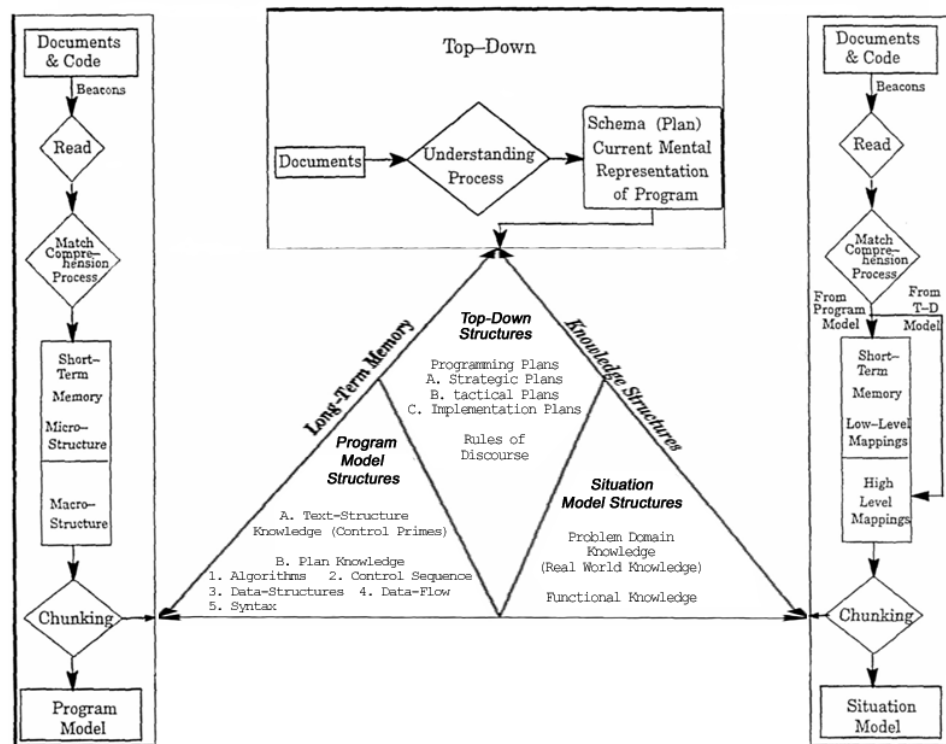 Documents
& Code
Beacons
Read
Match
Compre-
hension
Process
Short-
Term
Memory
Micro-
Structure
Macro-
Structure
Chunking
Program
Model
Top-Down
Documents
Understanding
Process
Schema (Plan)
Current Mental
Representation
of Program
Long-Term Memory
Knowledge Structures
Top-Down
Structures
Programming Plans
A. Strategic Plans
B. tactical Plans
C. Implementation Plans
Rules of
Discourse
Program
Model
Structures
A. Text-Structure
Knowledge (Control Primes)
B. Plan Knowledge
1. Algorithms 2. Control Sequence
3. Data-Structures 4. Data-Flow
5. Syntax
Situation
Model Structures
Problem Domain
Knowledge
(Real World Knowledge)
Functional Knowledge
Documents
& Code
Beacons
Read
Match
Compre-
hension
Process
From
Program
Model
From
T-D
Model
Short-
Term
Memory
Low-Level
Mappings
High
Level
Mappings
Chunking
Situation
Model